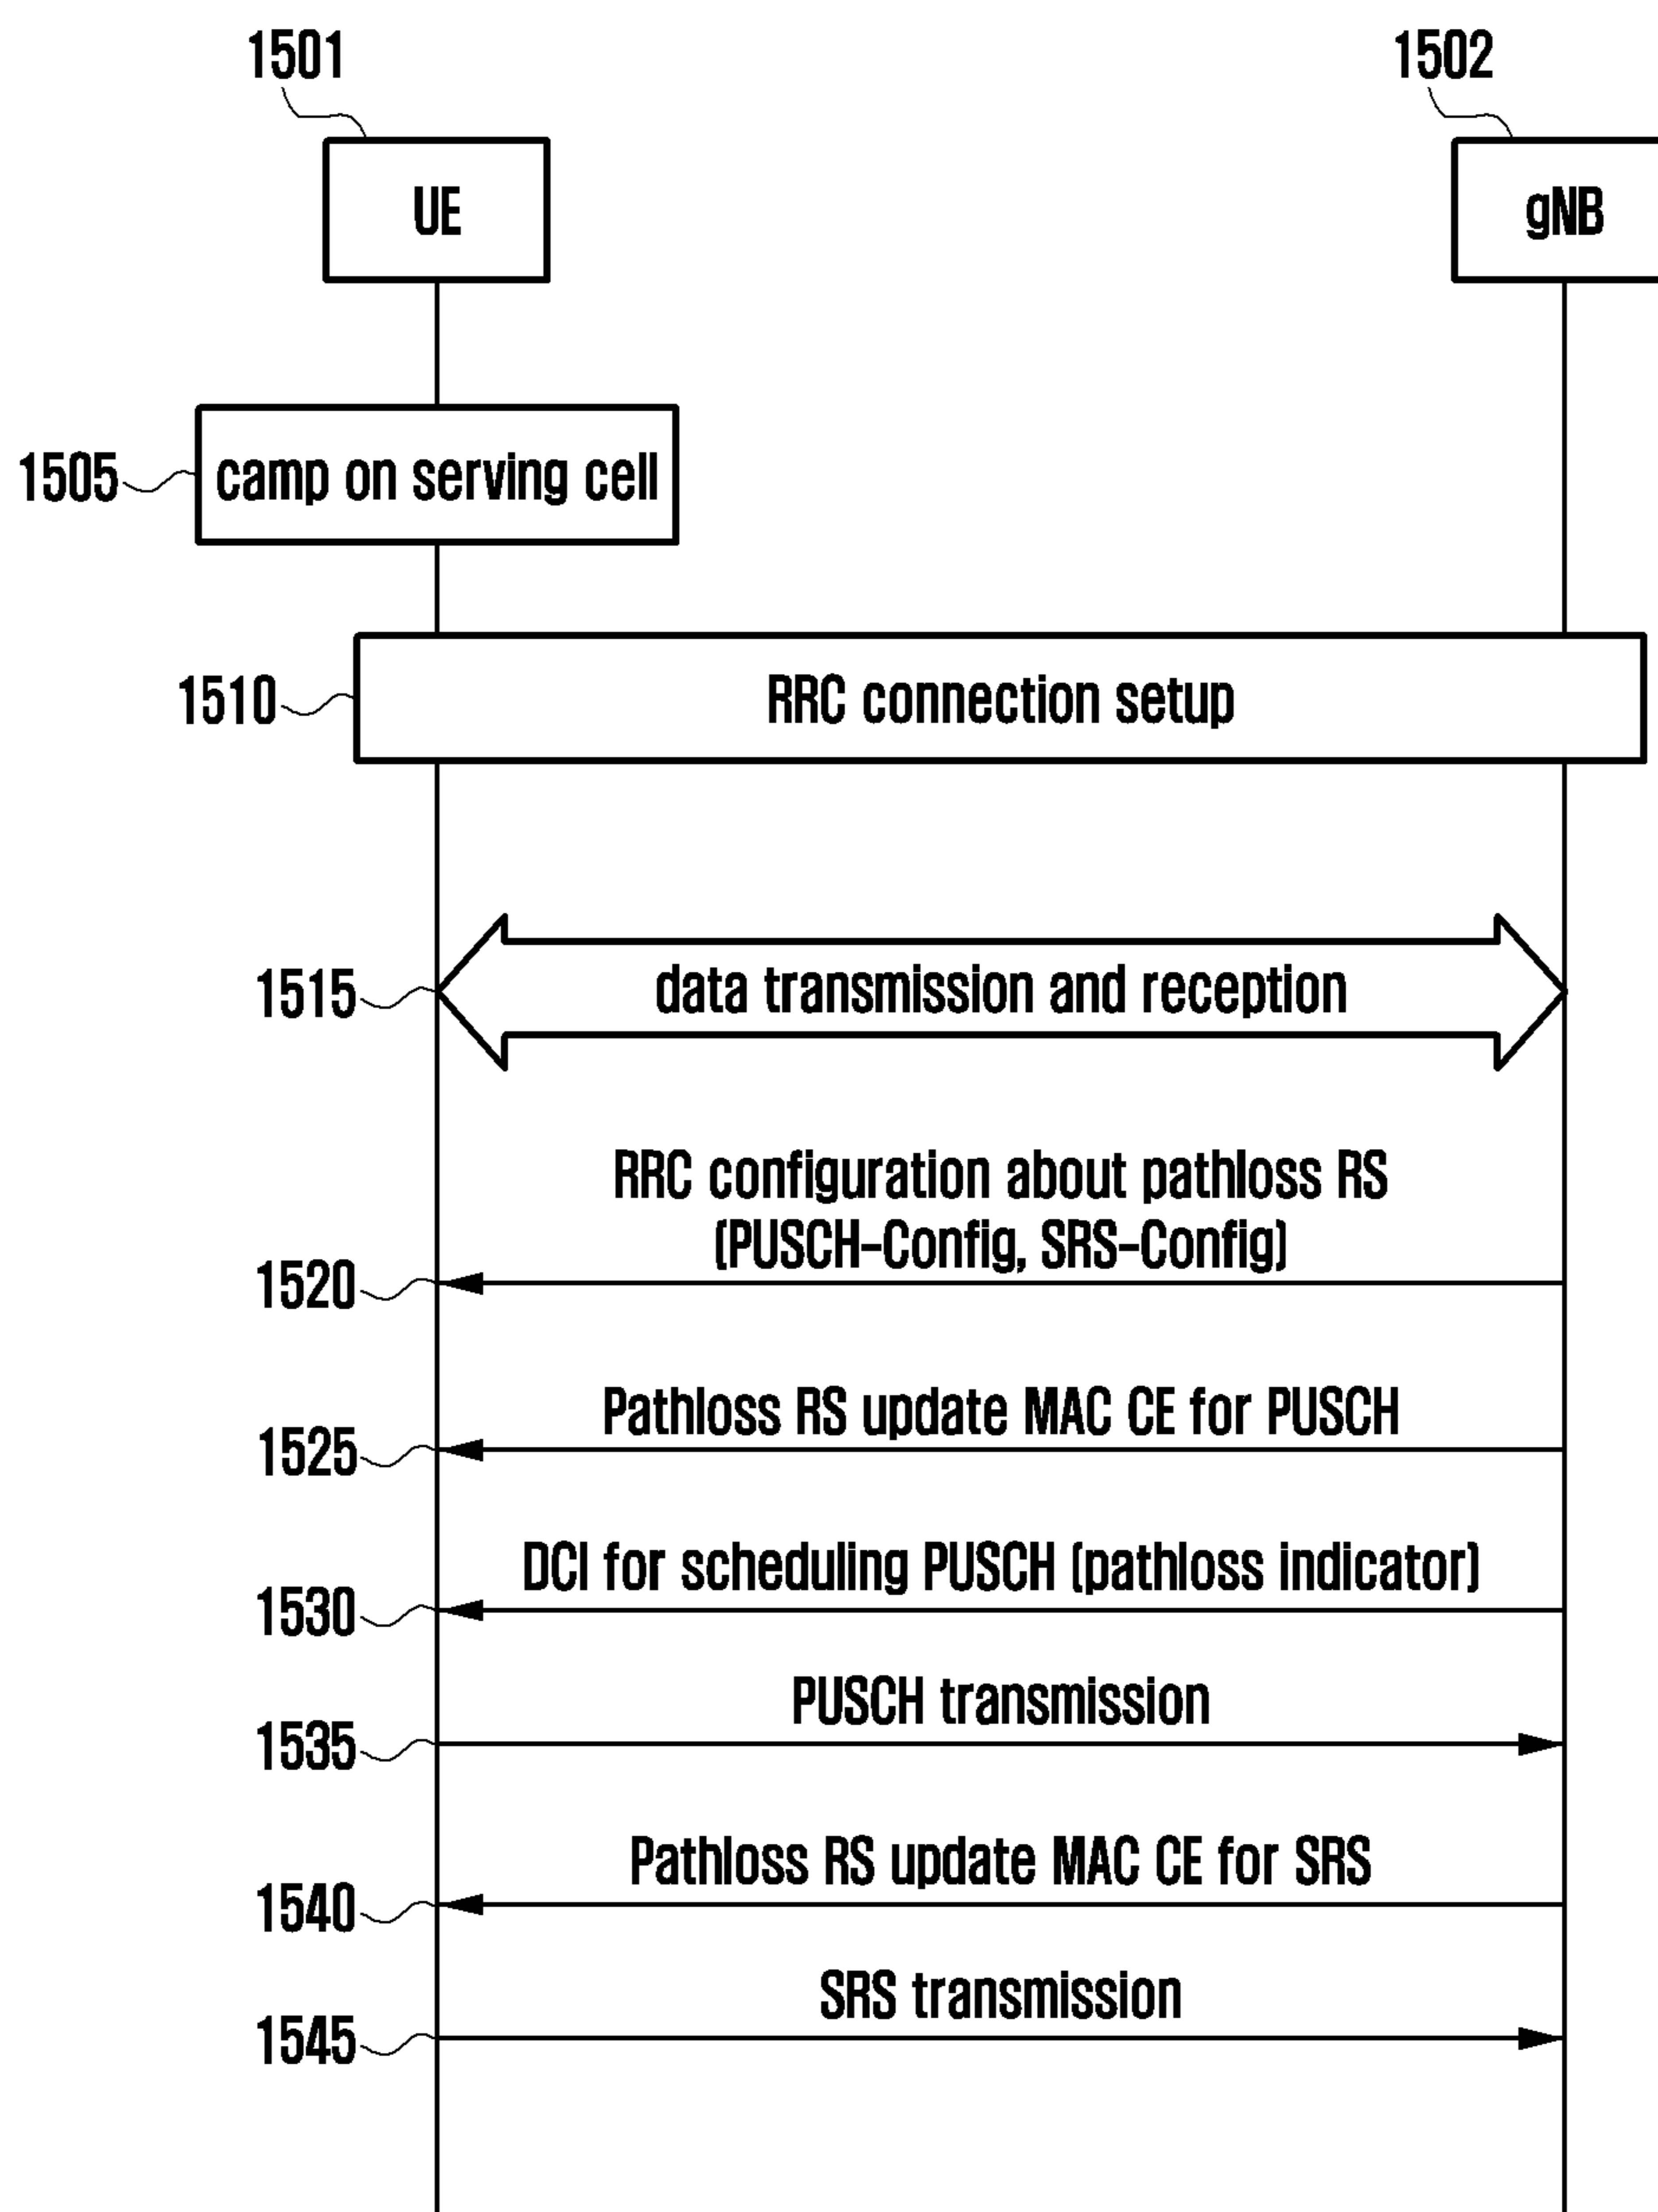 1501
1502
UE
gNB
1505
camp on serving cell
1510
RRC connection setup
1515
data transmission and reception
RRC configuration about pathloss RS
(PUSCH-Config, SRS-Config)
1520
Pathloss RS update MAC CE for PUSCH
1525
DCI for scheduling PUSCH (pathloss indicator)
1530
PUSCH transmission
1535
Pathloss RS update MAC CE for SRS
1540
SRS transmission
1545